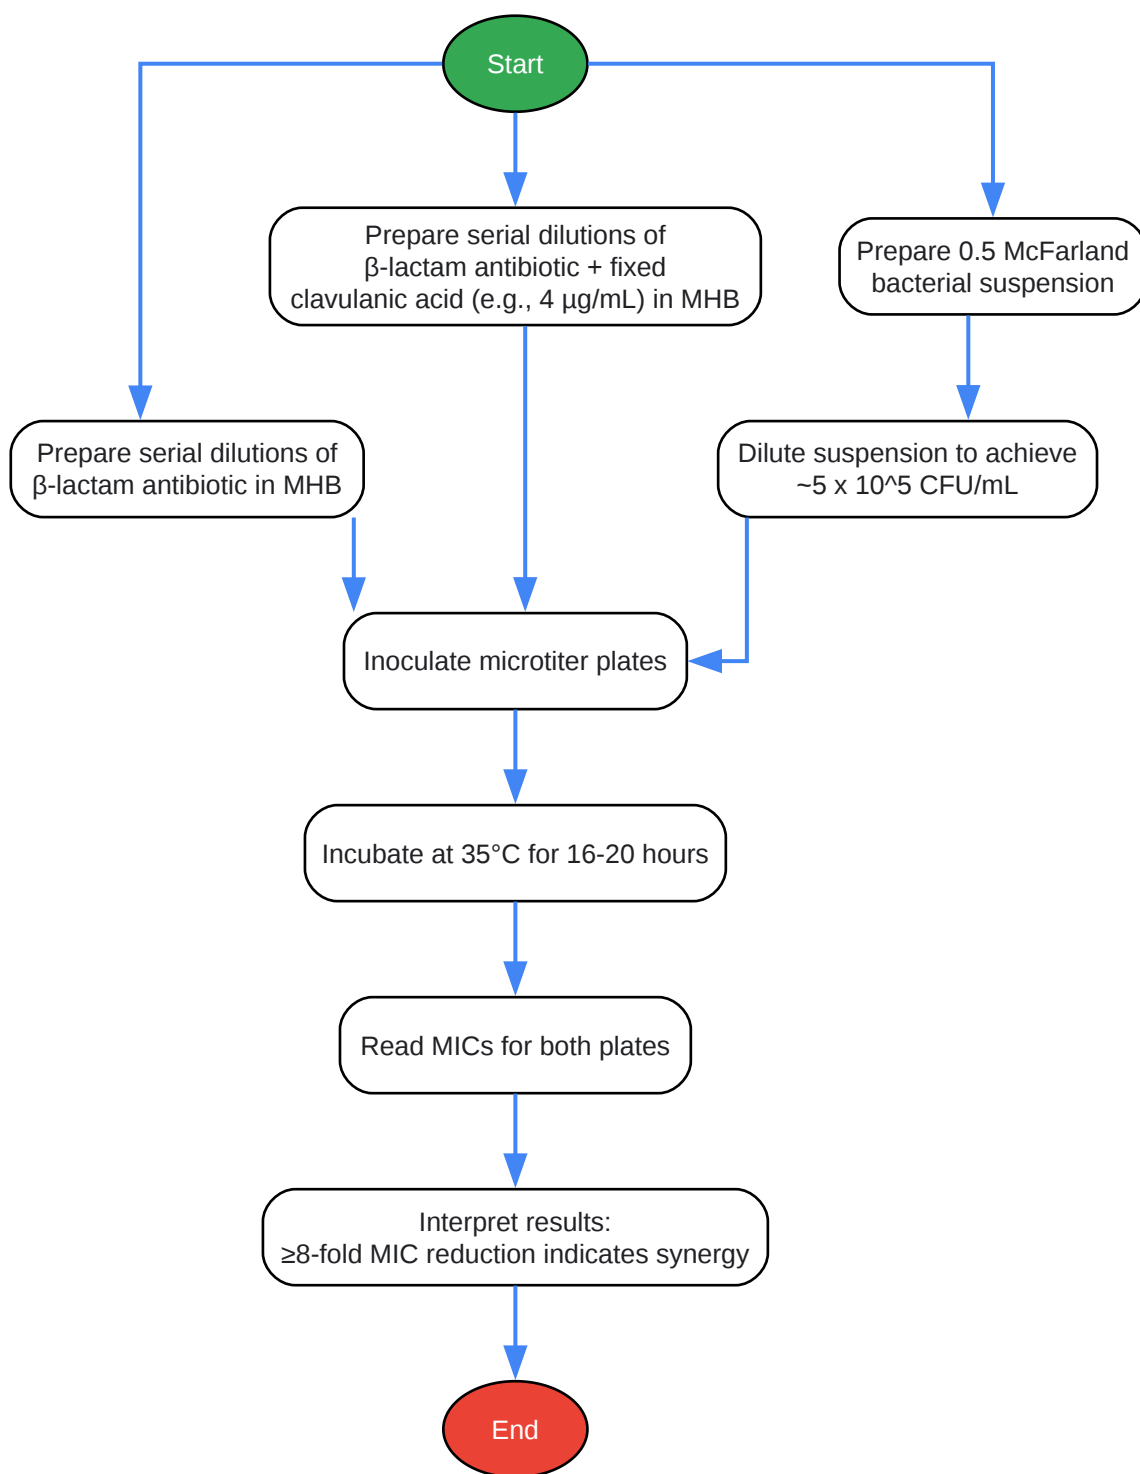 Start
Prepare serial dilutions of
β-lactam antibiotic + fixed
clavulanic acid (e.g., 4 µg/mL) in MHB
Prepare 0.5 McFarland
bacterial suspension
Prepare serial dilutions of
β-lactam antibiotic in MHB
Dilute suspension to achieve
~5 x 10^5 CFU/mL
Inoculate microtiter plates
Incubate at 35°C for 16-20 hours
Read MICs for both plates
Interpret results:
≥8-fold MIC reduction indicates synergy
End